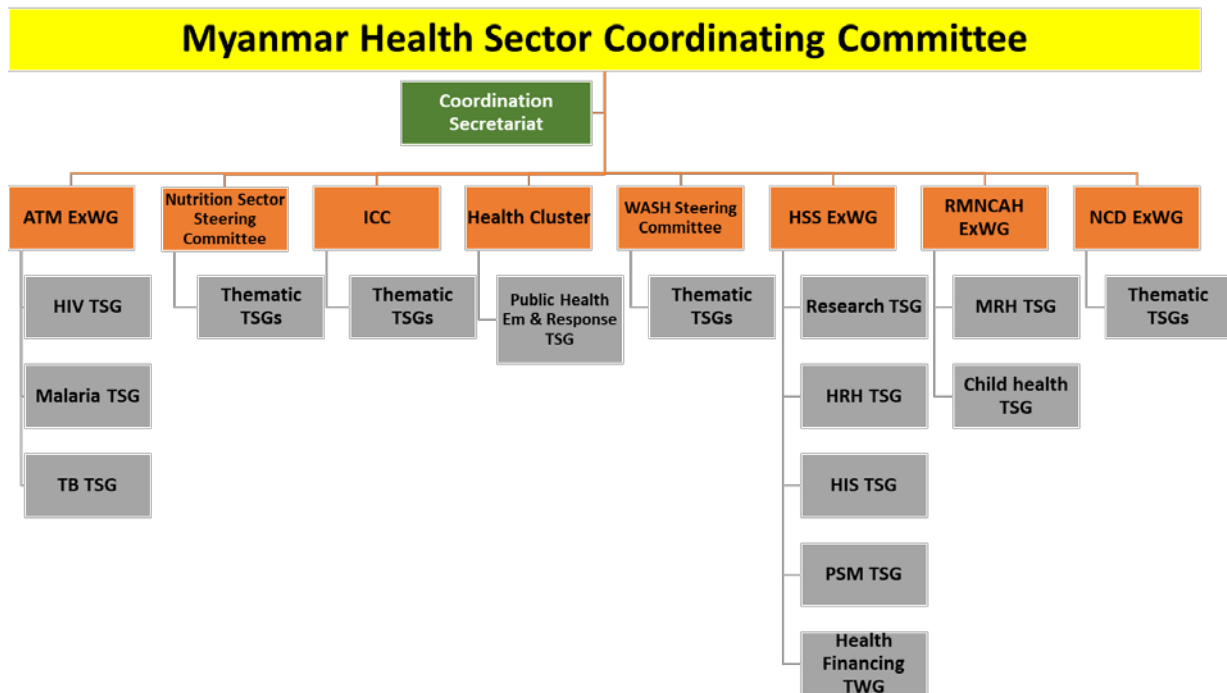 Myanmar Health Sector Coordinating Committee
Coordination
Secretariat
ATM ExWG
Nutrition Sector
Steering
Committee
ICC
Health Cluster
WASH Steering
Committee
HSS ExWG
RMNCAH
ExWG
NCD ExWG
HIV TSG
Malaria TSG
TB TSG
Thematic
TSGs
Thematic
TSGs
Public Health
Em & Response
TSG
Thematic
TSGs
Research TSG
HRH TSG
HIS TSG
PSM TSG
Health
Financing
TWG
MRH TSG
Child health
TSG
Thematic
TSGs